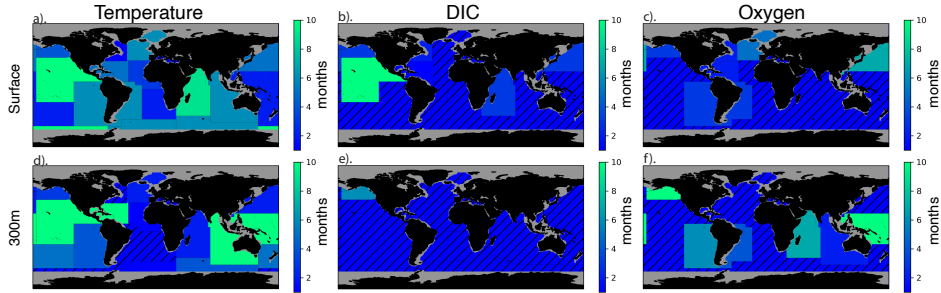 Temperature DIC Oxygen
a). b). c).
Surface
10 8 6 4 2 months
10 8 6 4 2 months
10 8 6 4 2 months
d). e). f).
300m
10 8 6 4 2 months
10 8 6 4 2 months
10 8 6 4 2 months